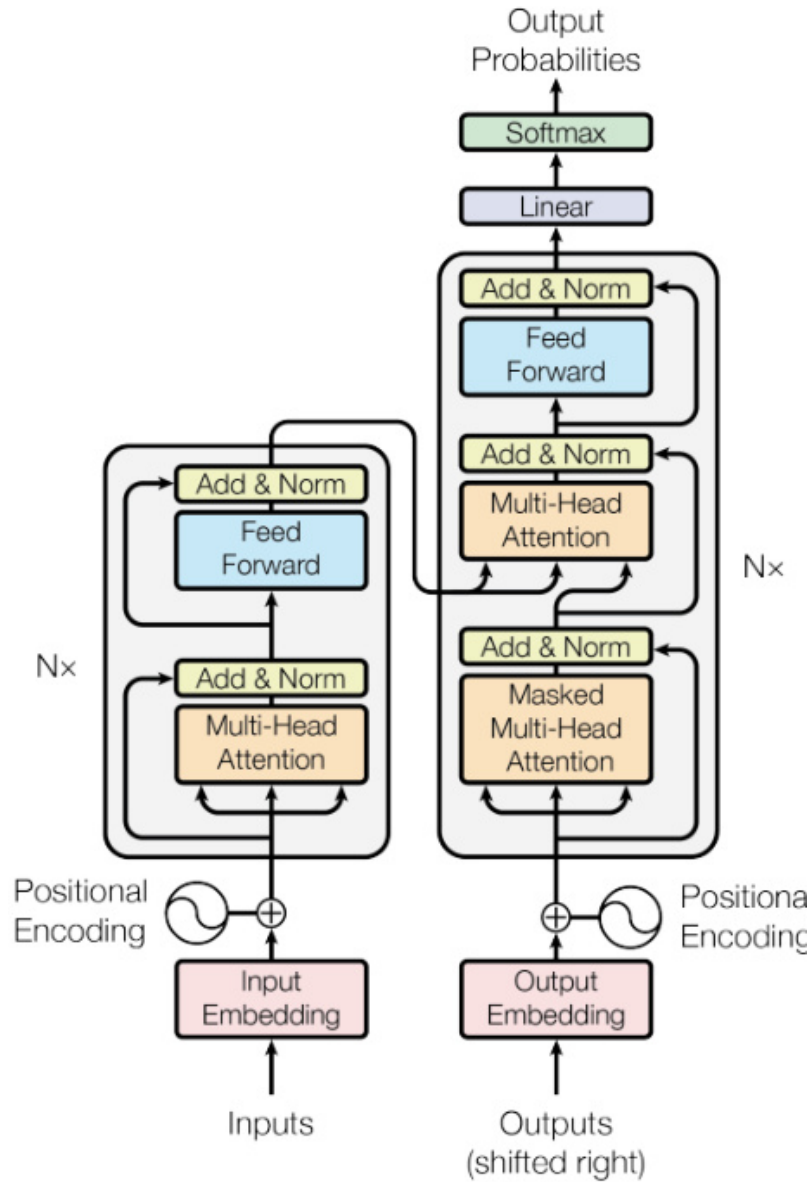 Output
Probabilities
Softmax
Linear
Add & Norm
Feed
Forward
Add & Norm
Multi-Head
Attention
Add & Norm
Masked
Multi-Head
Attention
N×
Add & Norm
Feed
Forward
Add & Norm
Multi-Head
Attention
N×
Positional
Encoding
Positiona
Encoding
Input
Embedding
Output
Embedding
Inputs
Outputs
(shifted right)